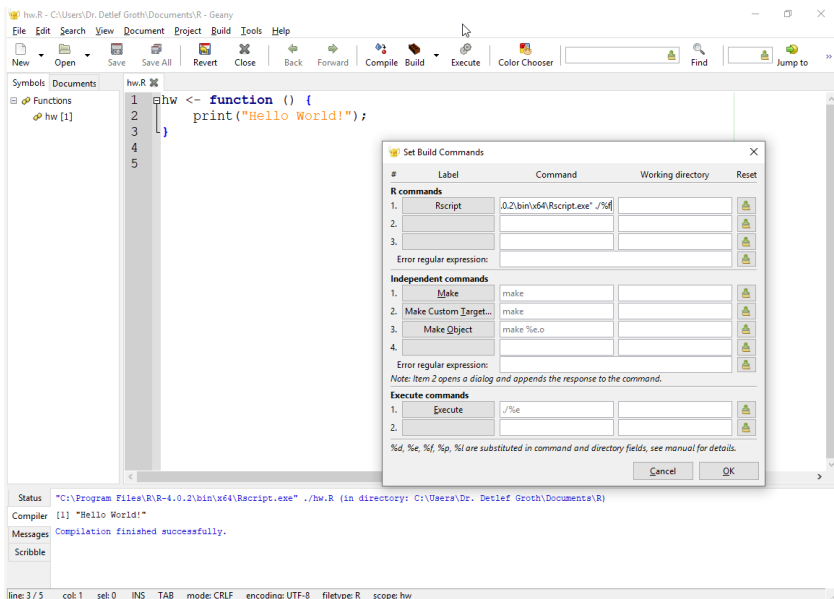 hw.R - C:\Users\Dr. Detlef Groth\Documents\R - Geany
File Edit Search View Document Project Build Tools Help
New Open Save Save All Revert Close Back Forward Compile Build Execute Color Chooser Find Jump to »
Symbols Documents hw.R
Functions
hw [1]
1 hw <- function () {
2 print("Hello World!");
3 }
4
5
Set Build Commands
# Label Command Working directory Reset
R commands
1. Rscript .0.2\bin\x64\Rscript.exe" ./%f
2.
3.
Error regular expression:
Independent commands
1. Make make
2. Make Custom Target... make
3. Make Object make %e.o
4.
Error regular expression:
Note: Item 2 opens a dialog and appends the response to the command.
Execute commands
1. Execute ./%e
2.
%d, %e, %f, %p, %l are substituted in command and directory fields, see manual for details.
Cancel OK
Status "C:\Program Files\R\R-4.0.2\bin\x64\Rscript.exe" ./hw.R (in directory: C:\Users\Dr. Detlef Groth\Documents\R)
Compiler [1] "Hello World!"
Messages Compilation finished successfully.
Scribble
line: 3 / 5 col: 1 sel: 0 INS TAB mode: CRLF encoding: UTF-8 filetype: R scope: hw